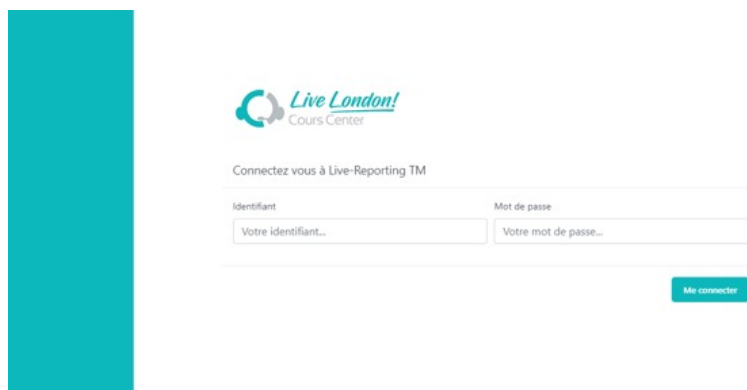 Live London!
Cours Center
Connectez vous à Live-Reporting TM
Identifiant
Mot de passe
Votre identifiant...
Votre mot de passe...
Me connecter